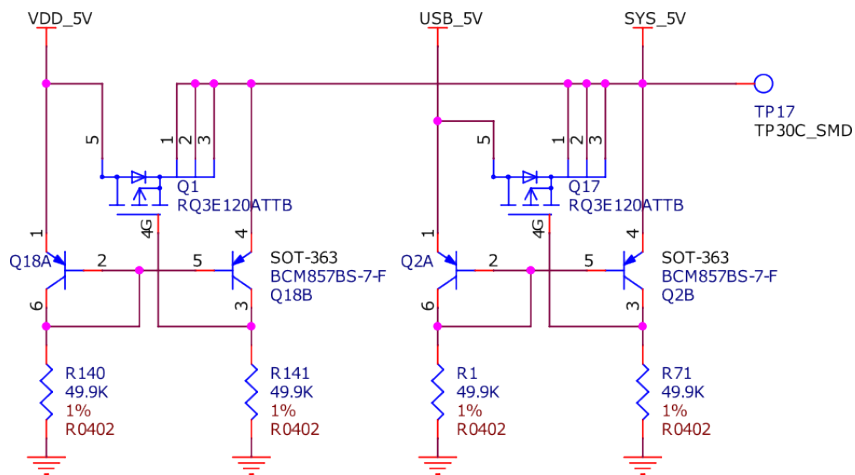 VDD_5V
USB_5V
SYS_5V
TP17
TP30C_SMD
5
1
2
3
Q1
RQ3E120ATTB
4G
5
1
2
3
Q17
RQ3E120ATTB
4G
1
Q18A
2
5
4
SOT-363
BCM857BS-7-F
Q18B
6
3
1
Q2A
2
5
4
SOT-363
BCM857BS-7-F
Q2B
6
3
R140
49.9K
1%
R0402
R141
49.9K
1%
R0402
R1
49.9K
1%
R0402
R71
49.9K
1%
R0402